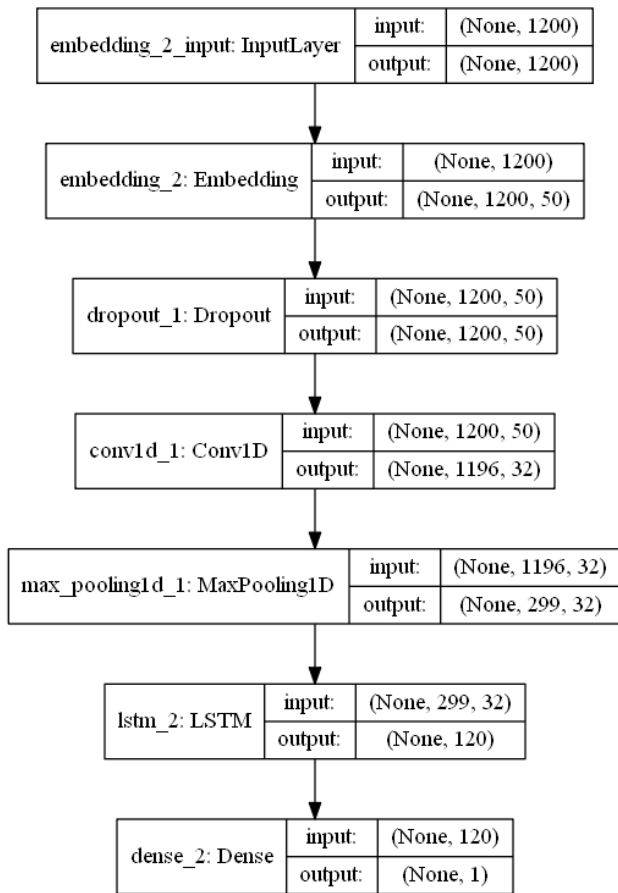 embedding_2_input: InputLayer
input: (None, 1200)
output: (None, 1200)
embedding_2: Embedding
input: (None, 1200)
output: (None, 1200, 50)
dropout_1: Dropout
input: (None, 1200, 50)
output: (None, 1200, 50)
conv1d_1: Conv1D
input: (None, 1200, 50)
output: (None, 1196, 32)
max_pooling1d_1: MaxPooling1D
input: (None, 1196, 32)
output: (None, 299, 32)
lstm_2: LSTM
input: (None, 299, 32)
output: (None, 120)
dense_2: Dense
input: (None, 120)
output: (None, 1)